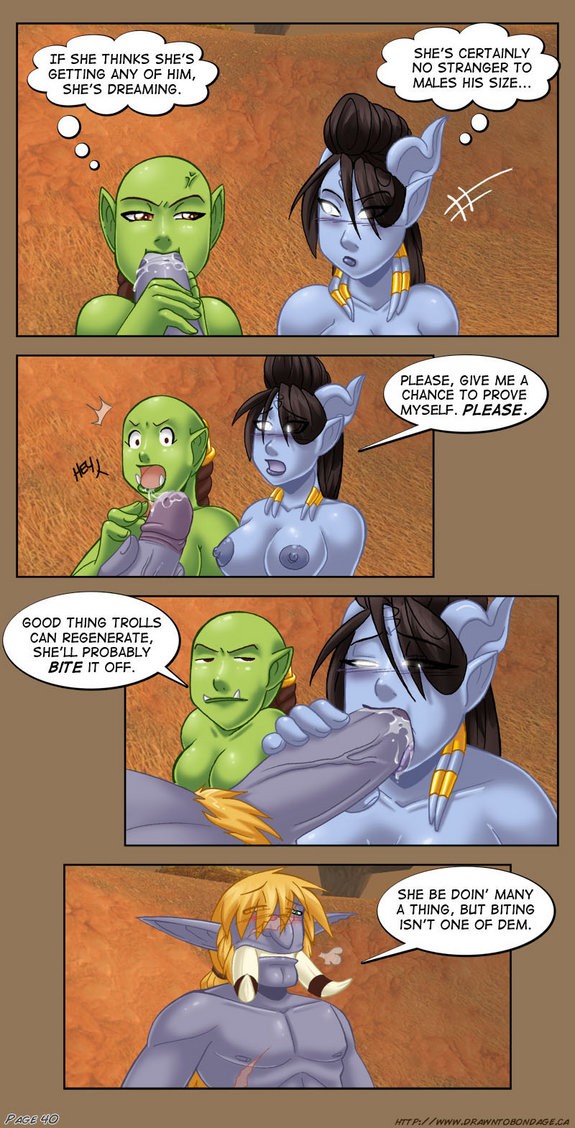 IF SHE THINKS SHE'S
GETTING ANY OF HIM,
SHE'S DREAMING.
SHE'S CERTAINLY
NO STRANGER TO
MALES HIS SIZE...
PLEASE, GIVE ME A
CHANCE TO PROVE
MYSELF. PLEASE.
HEY
GOOD THING TROLLS
CAN REGENERATE,
SHE'LL PROBABLY
BITE IT OFF.
SHE BE DOIN' MANY
A THING, BUT BITING
ISN'T ONE OF DEM.
PAGE 40
HTTP://WWW.DRAWNTOBONDAGE.CA